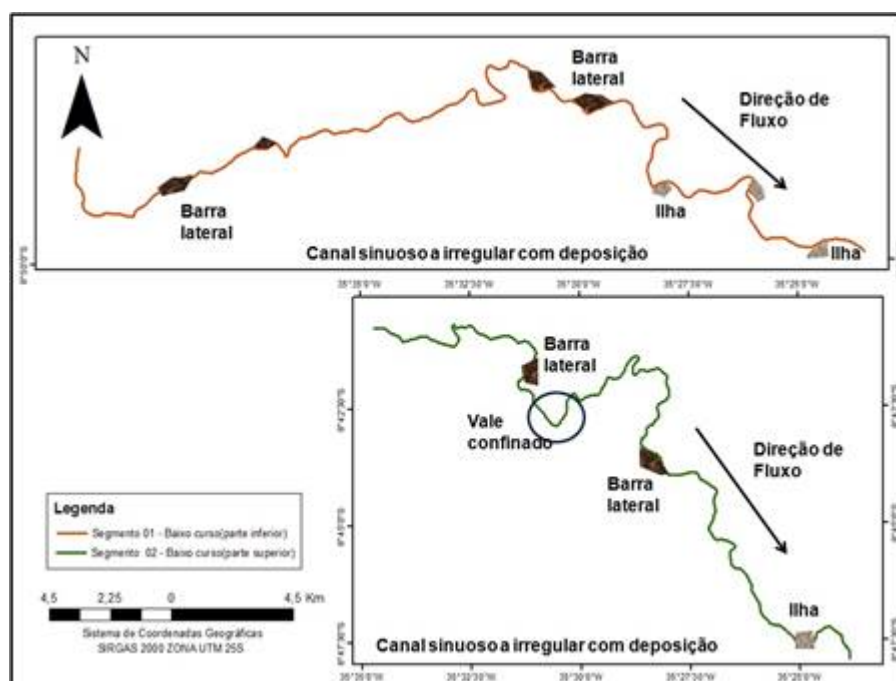 N
Barra
lateral
Direção de
Fluxo
Barra
lateral
Ilha
Ilha
Canal sinuoso a irregular com deposição
Barra
lateral
Vale
confinado
Direção de
Fluxo
Barra
lateral
Ilha
Canal sinuoso a irregular com deposição
Legenda
Segmento 01 - Baixo curso(parte inferior)
Segmento 02 - Baixo curso(parte superior)
4,5 2,25 0 4,5 Km
Sistema de Coordenadas Geográficas
SIRGAS 2000 ZONA UTM 25S